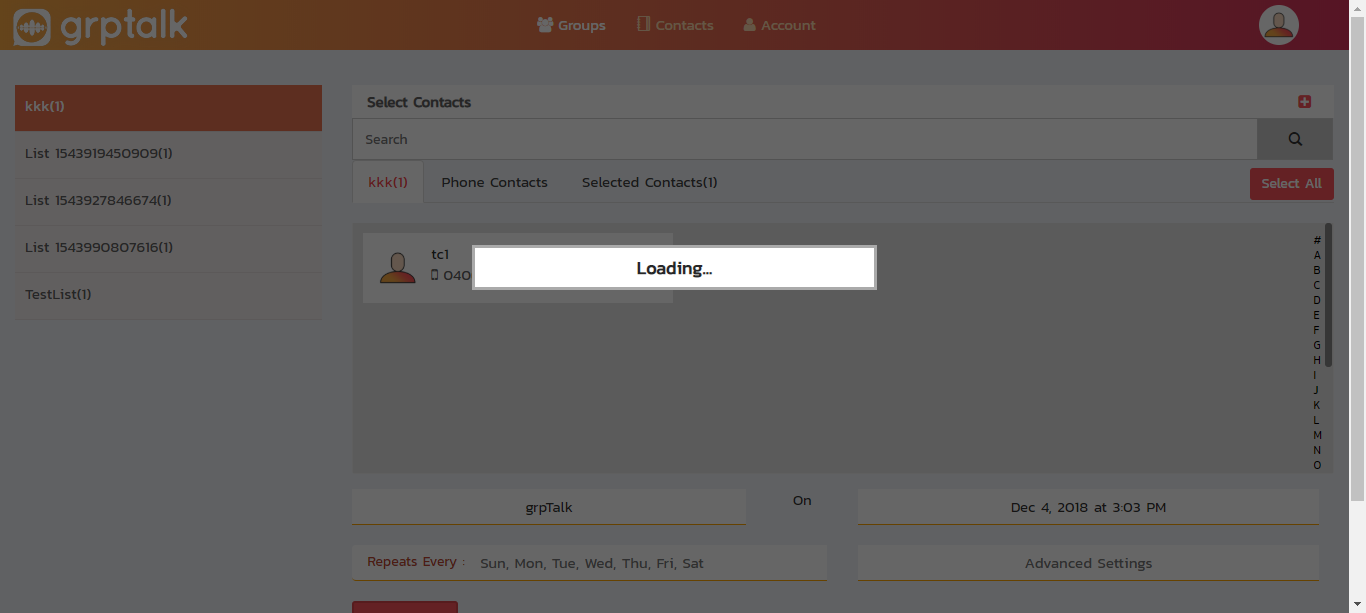 grptalk
Groups
Contacts
Account
kkk(1)
List 1543919450909(1)
List 1543927846674(1)
List 1543990807616(1)
TestList(1)
Select Contacts
Search
kkk(1)
Phone Contacts
Selected Contacts(1)
Select All
tc1
040
Loading...
#
A
B
C
D
E
F
G
H
I
J
K
L
M
N
O
grpTalk
On
Dec 4, 2018 at 3:03 PM
Repeats Every : Sun, Mon, Tue, Wed, Thu, Fri, Sat
Advanced Settings